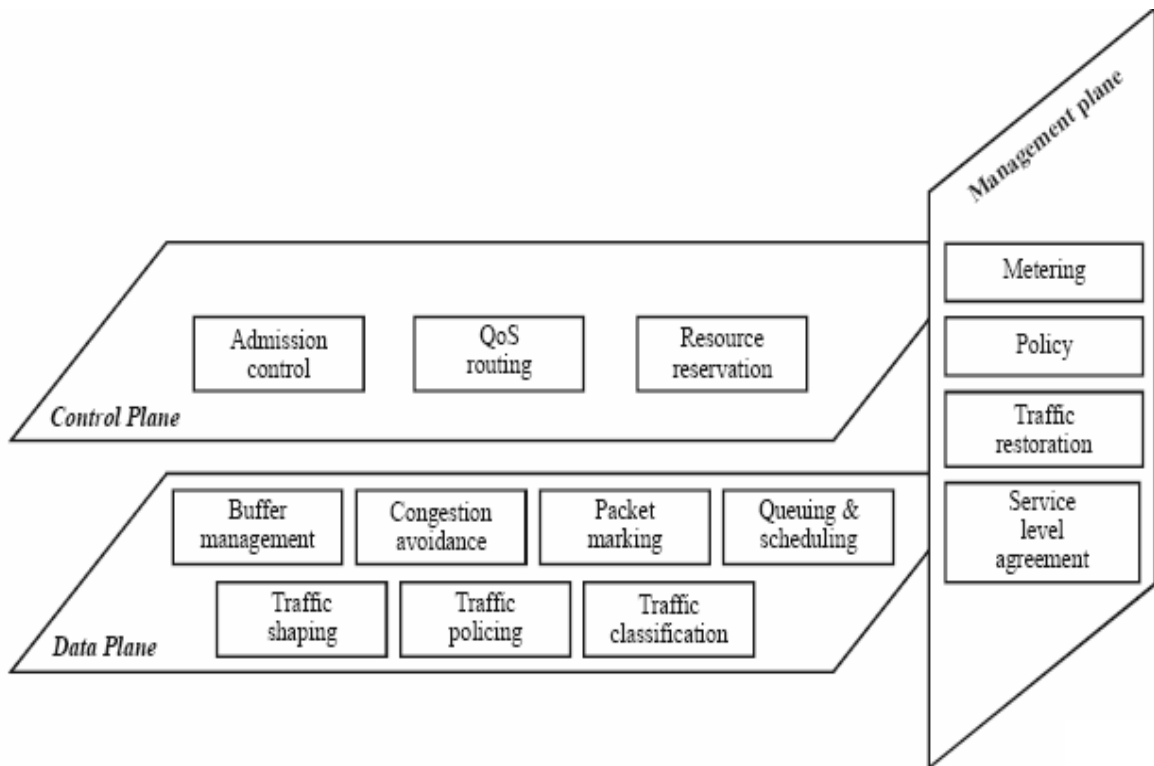 Management plane
Metering
Policy
Traffic
restoration
Service
level
agreement
Admission
control
QoS
routing
Resource
reservation
Control Plane
Buffer
management
Congestion
avoidance
Packet
marking
Queuing &
scheduling
Traffic
shaping
Traffic
policing
Traffic
classification
Data Plane